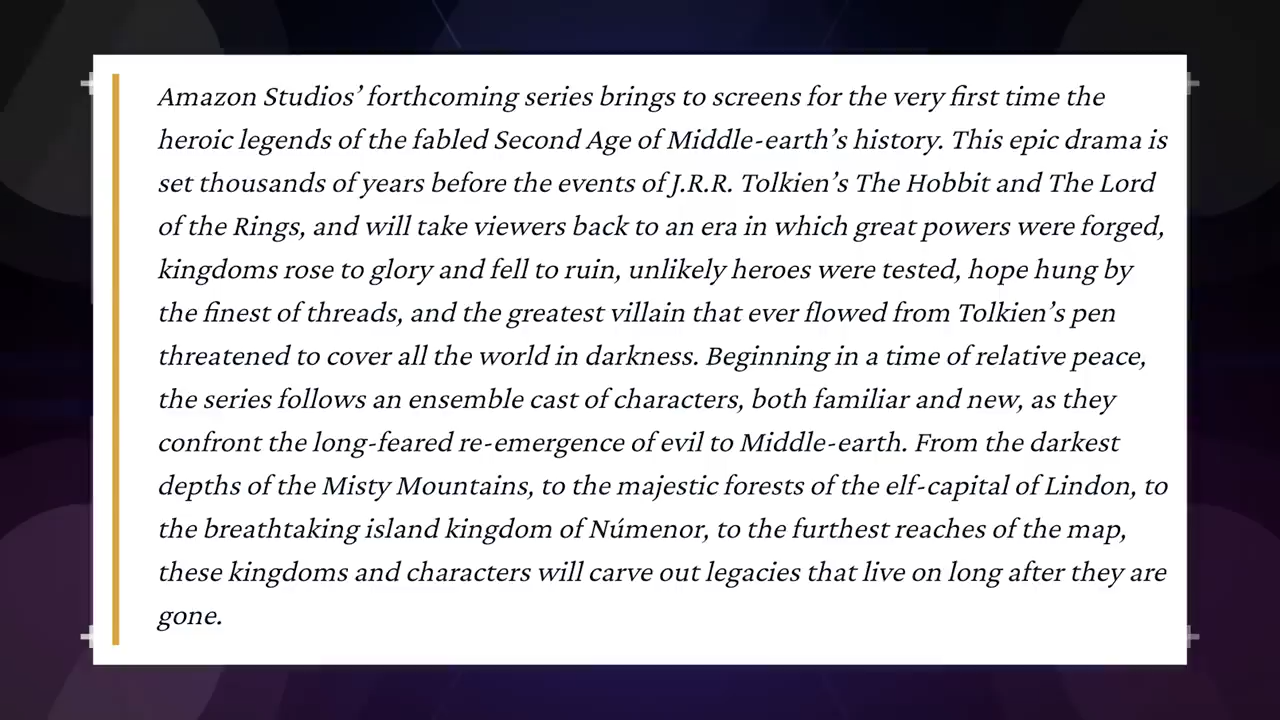 Amazon Studios’ forthcoming series brings to screens for the very first time the
heroic legends of the fabled Second Age of Middle-earth’s history. This epic drama is
set thousands of years before the events of J.R.R. Tolkien’s The Hobbit and The Lord
of the Rings, and will take viewers back to an era in which great powers were forged,
kingdoms rose to glory and fell to ruin, unlikely heroes were tested, hope hung by
the finest of threads, and the greatest villain that ever flowed from Tolkien’s pen
threatened to cover all the world in darkness. Beginning in a time of relative peace,
the series follows an ensemble cast of characters, both familiar and new, as they
confront the long-feared re-emergence of evil to Middle-earth. From the darkest
depths of the Misty Mountains, to the majestic forests of the elf-capital of Lindon, to
the breathtaking island kingdom of Númenor, to the furthest reaches of the map,
these kingdoms and characters will carve out legacies that live on long after they are
gone.